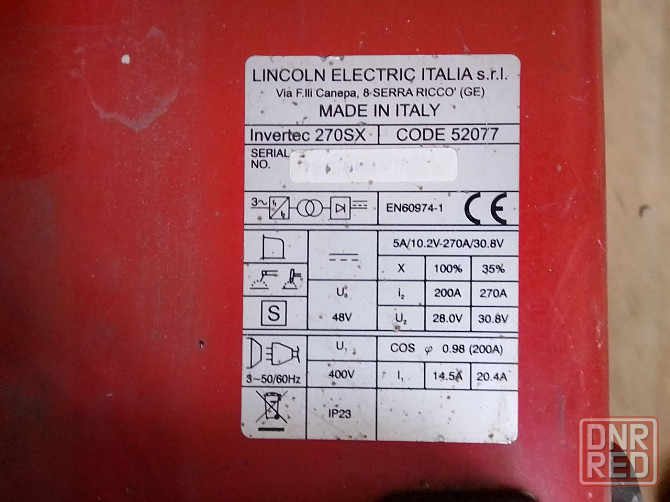 LINCOLN ELECTRIC ITALIA s.r.l.
Via F.lli Canepa, 8 SERRA RICCO' (GE)
MADE IN ITALY
Invertec 270SX CODE 52077
SERIAL
NO.
3~ f1 f2 EN60974-1 CE
5A/10.2V-270A/30.8V
X 100% 35%
U0 I2 200A 270A
S 48V U2 28.0V 30.8V
U1 COS φ 0.98 (200A)
3~50/60Hz 400V I1 14.5A 20.4A
IP23
DNR
RED